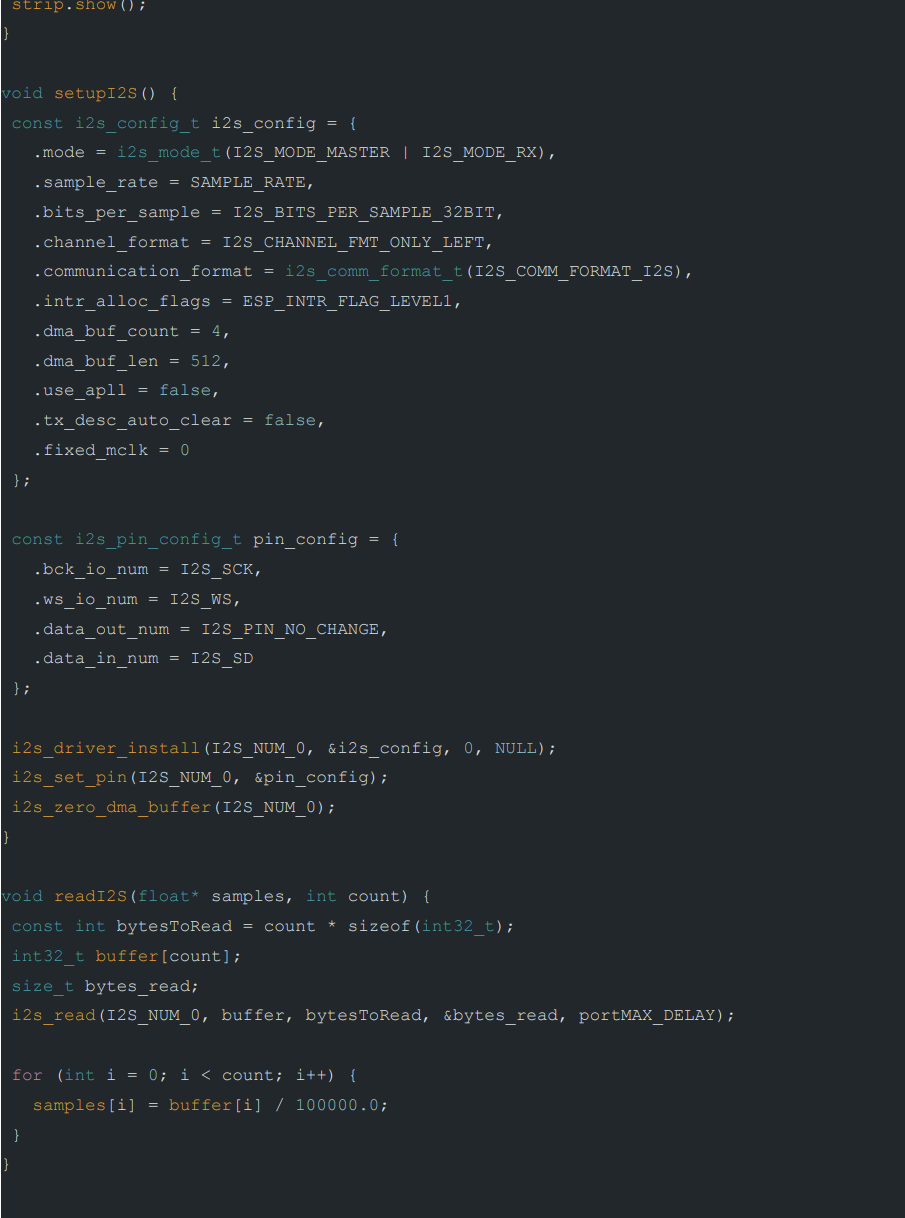 strip.show();
}
void setupI2S() {
const i2s_config_t i2s_config = {
.mode = i2s_mode_t(I2S_MODE_MASTER | I2S_MODE_RX),
.sample_rate = SAMPLE_RATE,
.bits_per_sample = I2S_BITS_PER_SAMPLE_32BIT,
.channel_format = I2S_CHANNEL_FMT_ONLY_LEFT,
.communication_format = i2s_comm_format_t(I2S_COMM_FORMAT_I2S),
.intr_alloc_flags = ESP_INTR_FLAG_LEVEL1,
.dma_buf_count = 4,
.dma_buf_len = 512,
.use_apll = false,
.tx_desc_auto_clear = false,
.fixed_mclk = 0
};
const i2s_pin_config_t pin_config = {
.bck_io_num = I2S_SCK,
.ws_io_num = I2S_WS,
.data_out_num = I2S_PIN_NO_CHANGE,
.data_in_num = I2S_SD
};
i2s_driver_install(I2S_NUM_0, &i2s_config, 0, NULL);
i2s_set_pin(I2S_NUM_0, &pin_config);
i2s_zero_dma_buffer(I2S_NUM_0);
}
void readI2S(float* samples, int count) {
const int bytesToRead = count * sizeof(int32_t);
int32_t buffer[count];
size_t bytes_read;
i2s_read(I2S_NUM_0, buffer, bytesToRead, &bytes_read, portMAX_DELAY);
for (int i = 0; i < count; i++) {
samples[i] = buffer[i] / 100000.0;
}
}